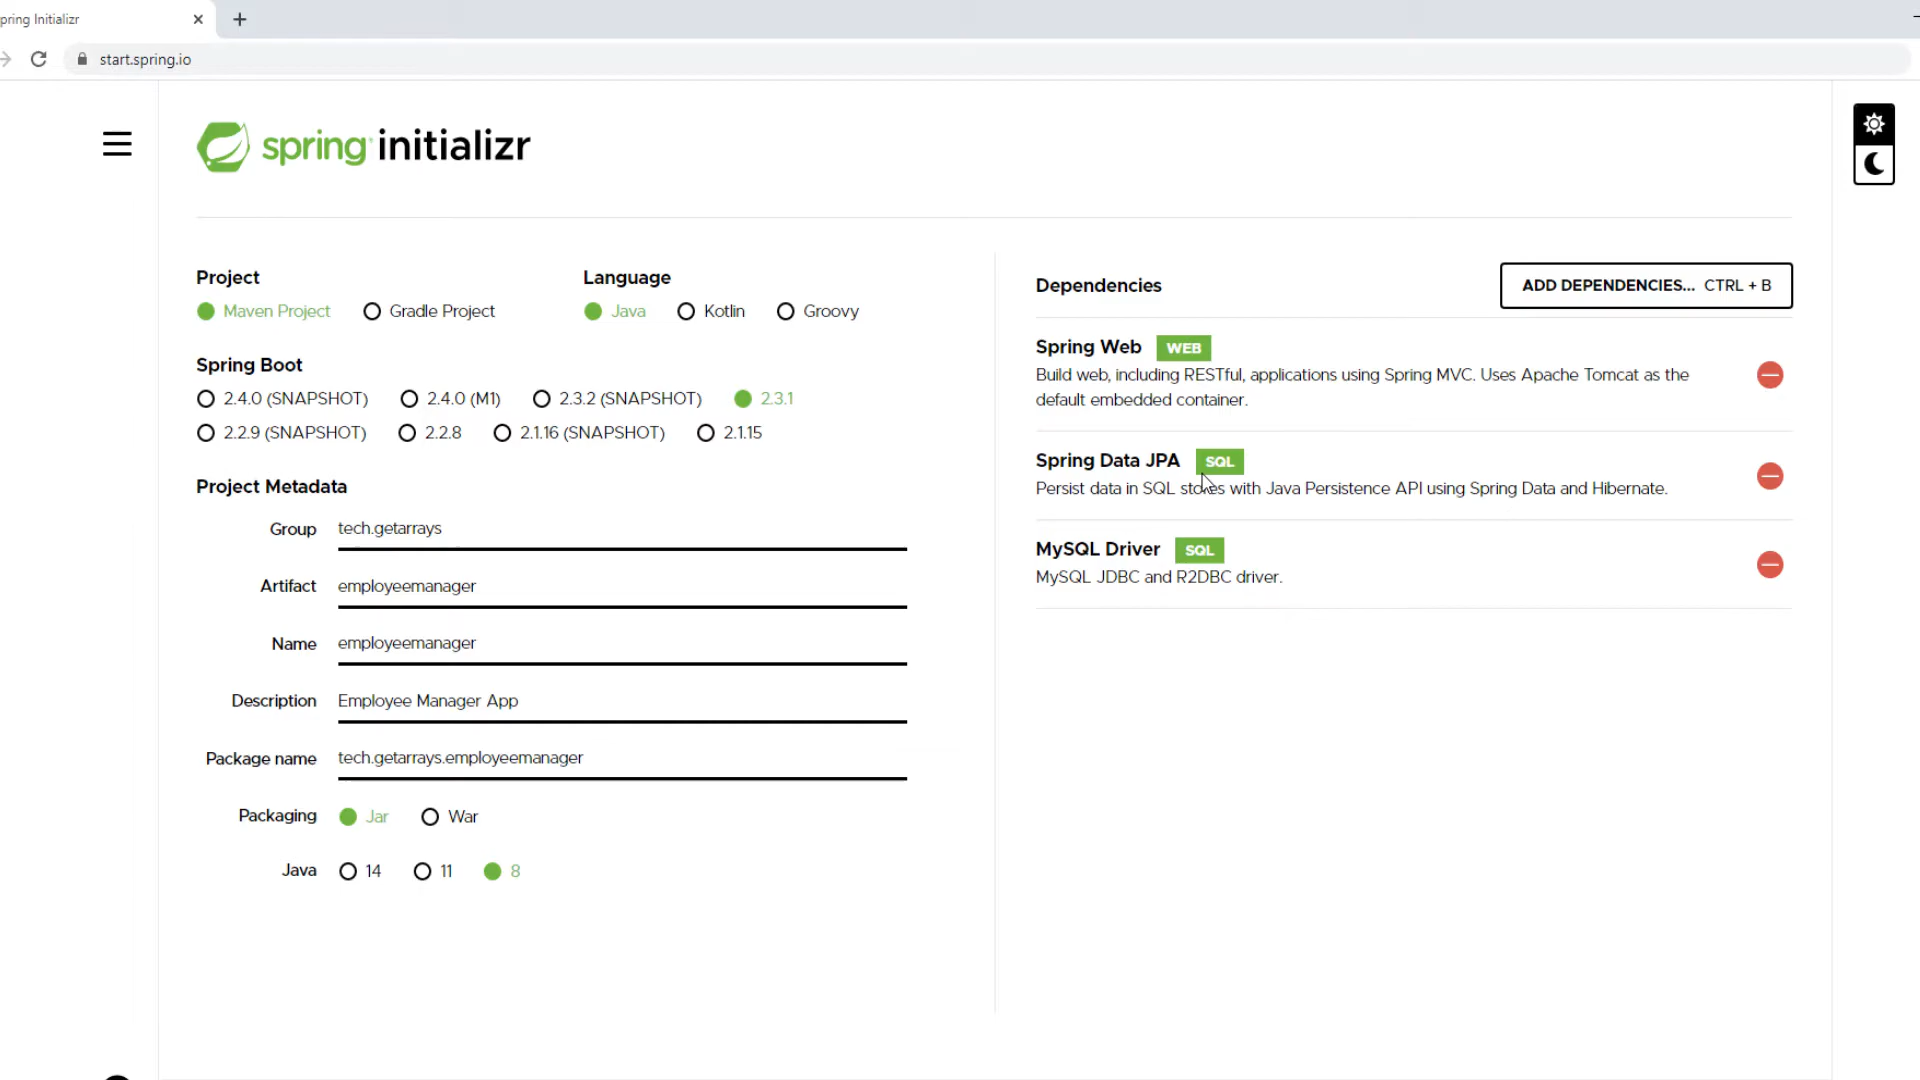 pring Initializr
start.spring.io
spring initializr
Project
Maven Project Gradle Project
Language
Java Kotlin Groovy
Spring Boot
2.4.0 (SNAPSHOT) 2.4.0 (M1) 2.3.2 (SNAPSHOT) 2.3.1
2.2.9 (SNAPSHOT) 2.2.8 2.1.16 (SNAPSHOT) 2.1.15
Project Metadata
Group tech.getarrays
Artifact employeemanager
Name employeemanager
Description Employee Manager App
Package name tech.getarrays.employeemanager
Packaging Jar War
Java 14 11 8
Dependencies
ADD DEPENDENCIES... CTRL + B
Spring Web WEB
Build web, including RESTful, applications using Spring MVC. Uses Apache Tomcat as the
default embedded container.
Spring Data JPA SQL
Persist data in SQL stores with Java Persistence API using Spring Data and Hibernate.
MySQL Driver SQL
MySQL JDBC and R2DBC driver.